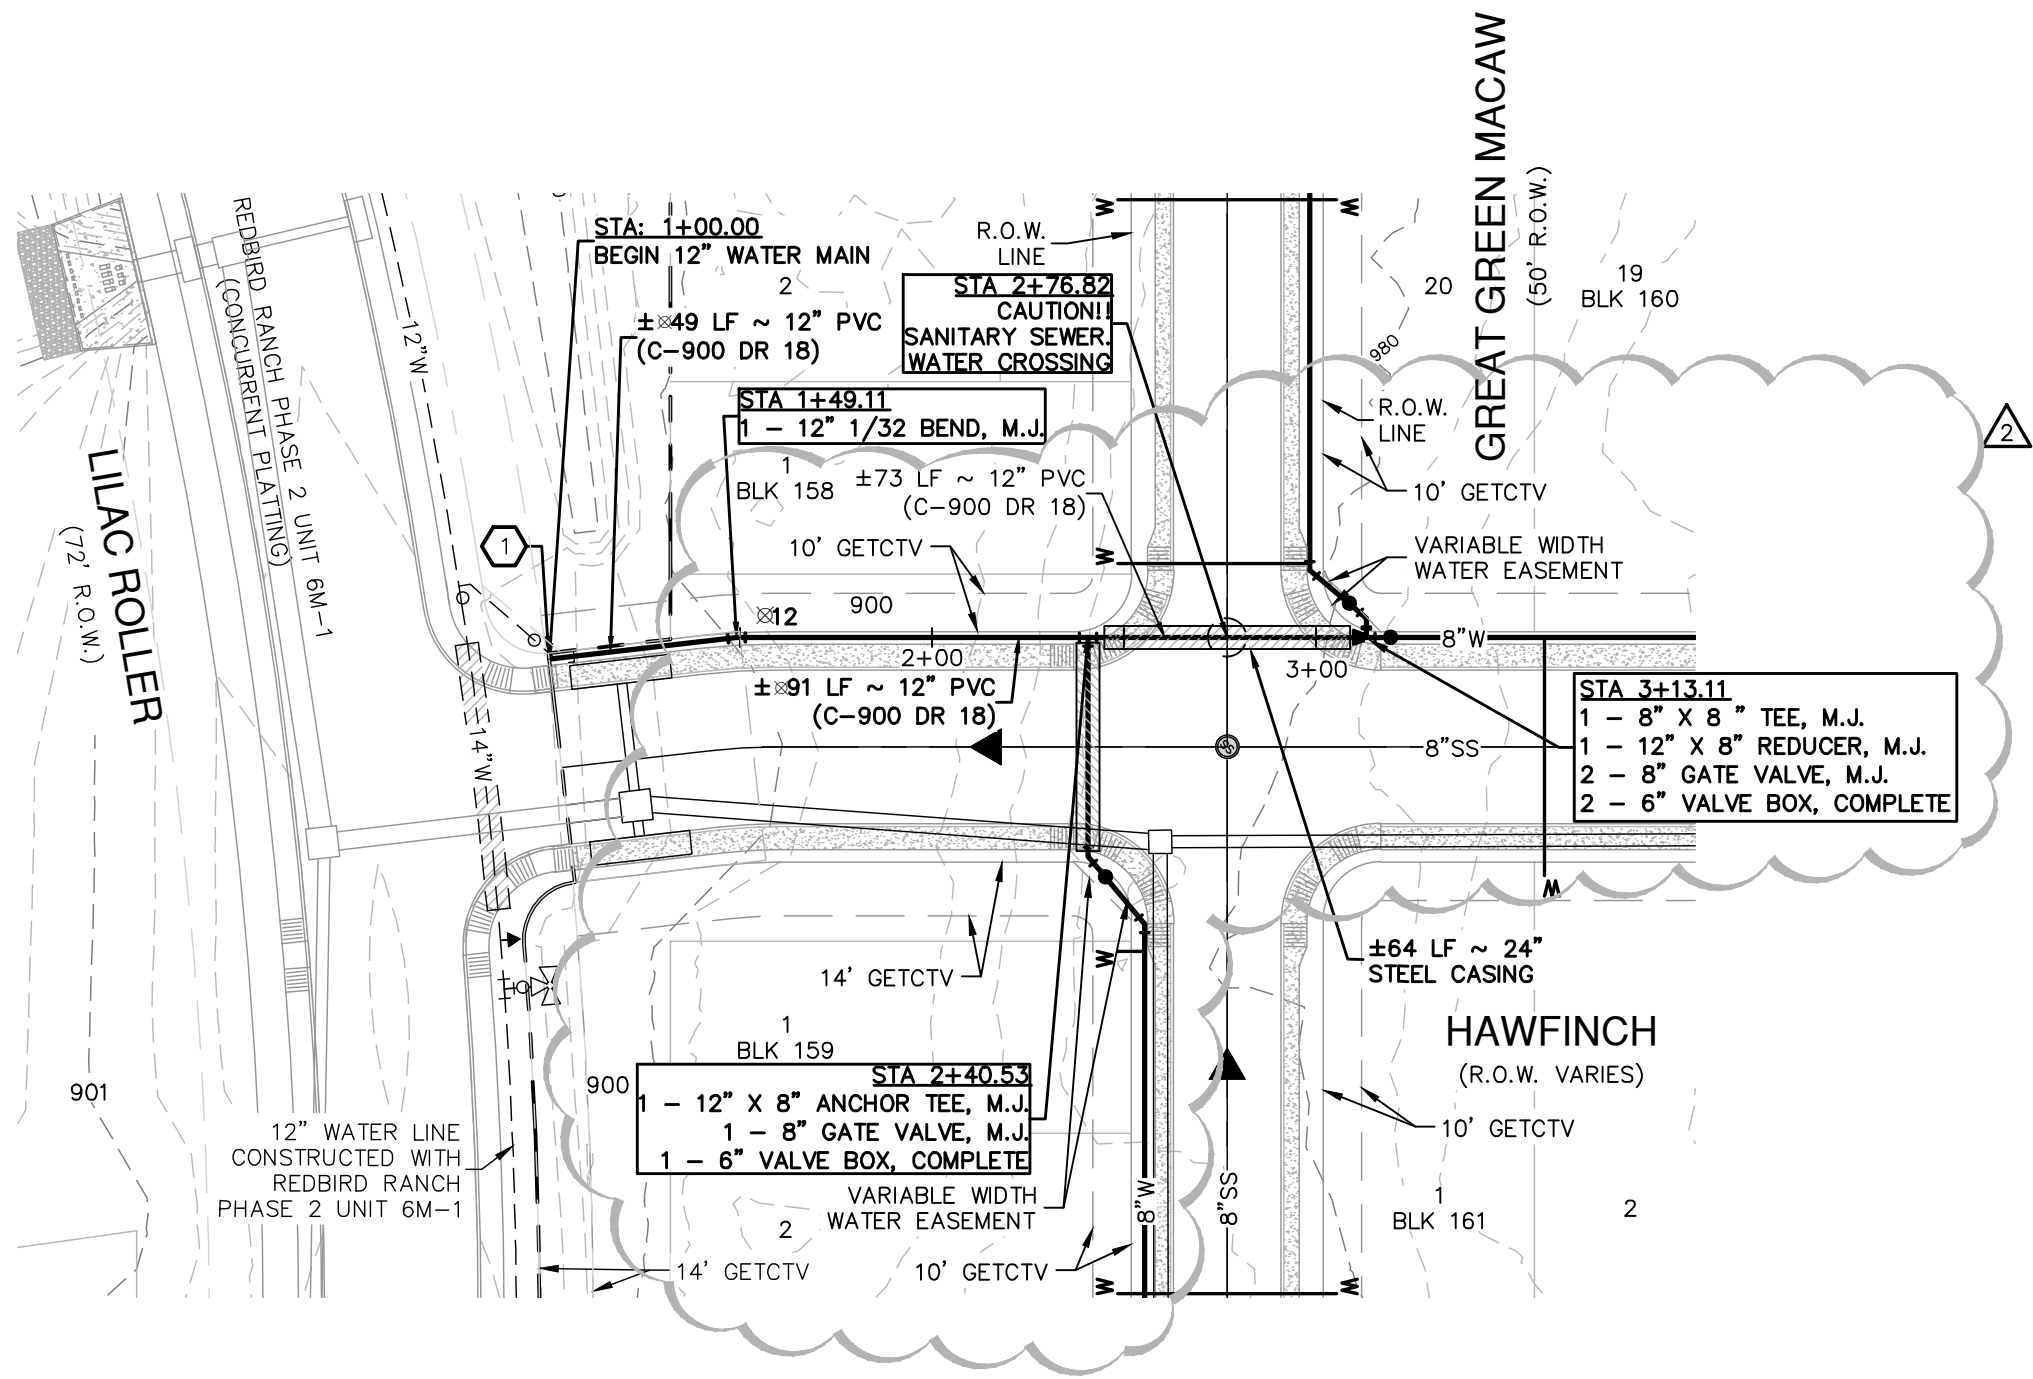 GREAT GREEN MACAW
(50' R.O.W.)
REDBIRD RANCH PHASE 2 UNIT 6M-1
(CONCURRENT PLATTING)
12"W
STA: 1+00.00
BEGIN 12" WATER MAIN
2
±49 LF ~ 12" PVC
(C-900 DR 18)
R.O.W.
LINE
W
W
STA 2+76.82
CAUTION!!
SANITARY SEWER.
WATER CROSSING
20
19
BLK 160
980
R.O.W.
LINE
2
STA 1+49.11
1 - 12" 1/32 BEND, M.J.
1
BLK 158
±73 LF ~ 12" PVC
(C-900 DR 18)
10' GETCTV
LILAC ROLLER
(72' R.O.W.)
1
10' GETCTV
W
VARIABLE WIDTH
WATER EASEMENT
12
900
2+00
3+00
8"W
±91 LF ~ 12" PVC
(C-900 DR 18)
14"W
8"SS
SS
STA 3+13.11
1 - 8" X 8 " TEE, M.J.
1 - 12" X 8" REDUCER, M.J.
2 - 8" GATE VALVE, M.J.
2 - 6" VALVE BOX, COMPLETE
W
W
±64 LF ~ 24"
STEEL CASING
14' GETCTV
HAWFINCH
(R.O.W. VARIES)
1
BLK 159
900
901
STA 2+40.53
1 - 12" X 8" ANCHOR TEE, M.J.
1 - 8" GATE VALVE, M.J.
1 - 6" VALVE BOX, COMPLETE
10' GETCTV
12" WATER LINE
CONSTRUCTED WITH
REDBIRD RANCH
PHASE 2 UNIT 6M-1
VARIABLE WIDTH
WATER EASEMENT
2
8"W
8"SS
1
BLK 161
2
14' GETCTV
10' GETCTV
W
W